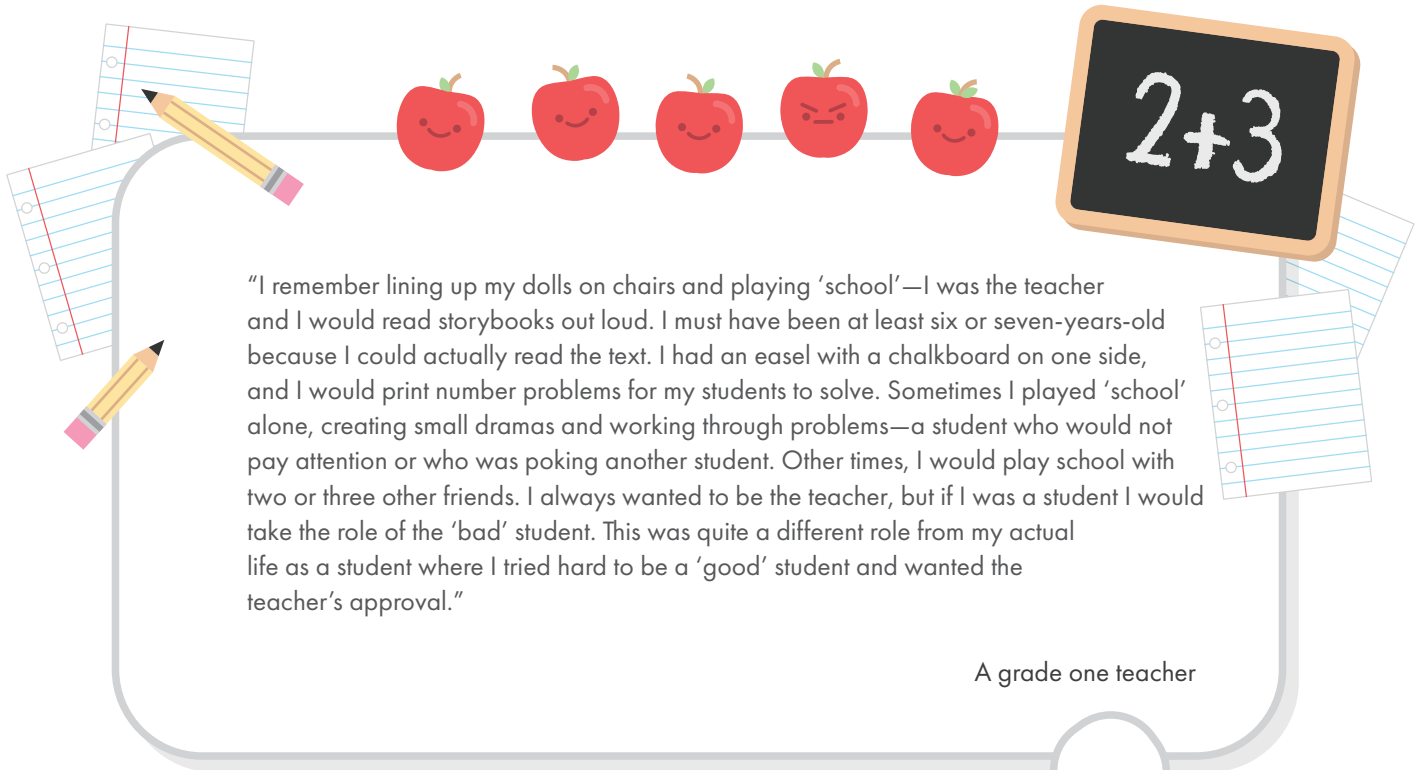 2+3
“I remember lining up my dolls on chairs and playing ‘school’—I was the teacher
and I would read storybooks out loud. I must have been at least six or seven-years-old
because I could actually read the text. I had an easel with a chalkboard on one side,
and I would print number problems for my students to solve. Sometimes I played ‘school’
alone, creating small dramas and working through problems—a student who would not
pay attention or who was poking another student. Other times, I would play school with
two or three other friends. I always wanted to be the teacher, but if I was a student I would
take the role of the ‘bad’ student. This was quite a different role from my actual
life as a student where I tried hard to be a ‘good’ student and wanted the
teacher’s approval.”
A grade one teacher